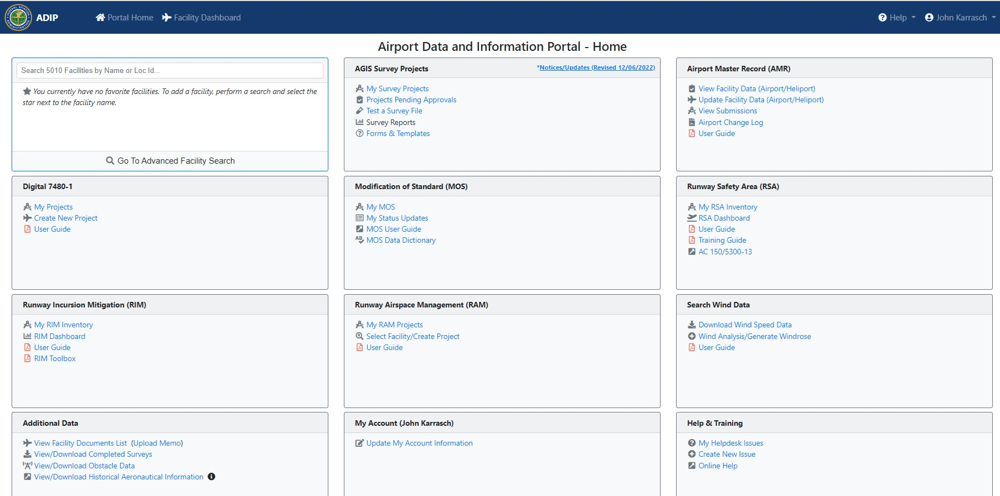 ADIP
Portal Home
Facility Dashboard
Help
John Karrasch
Airport Data and Information Portal - Home
Search 5010 Facilities by Name or Loc Id...
You currently have no favorite facilities. To add a facility, perform a search and select the
star next to the facility name.
Go To Advanced Facility Search
AGIS Survey Projects
*Notices/Updates (Revised 12/06/2022)
My Survey Projects
Projects Pending Approvals
Test a Survey File
Survey Reports
Forms & Templates
Airport Master Record (AMR)
View Facility Data (Airport/Heliport)
Update Facility Data (Airport/Heliport)
View Submissions
Airport Change Log
User Guide
Digital 7480-1
My Projects
Create New Project
User Guide
Modification of Standard (MOS)
My MOS
My Status Updates
MOS User Guide
MOS Data Dictionary
Runway Safety Area (RSA)
My RSA Inventory
RSA Dashboard
User Guide
Training Guide
AC 150/5300-13
Runway Incursion Mitigation (RIM)
My RIM Inventory
RIM Dashboard
User Guide
RIM Toolbox
Runway Airspace Management (RAM)
My RAM Projects
Select Facility/Create Project
User Guide
Search Wind Data
Download Wind Speed Data
Wind Analysis/Generate Windrose
User Guide
Additional Data
View Facility Documents List (Upload Memo)
View/Download Completed Surveys
View/Download Obstacle Data
View/Download Historical Aeronautical Information
My Account (John Karrasch)
Update My Account Information
Help & Training
My Helpdesk Issues
Create New Issue
Online Help